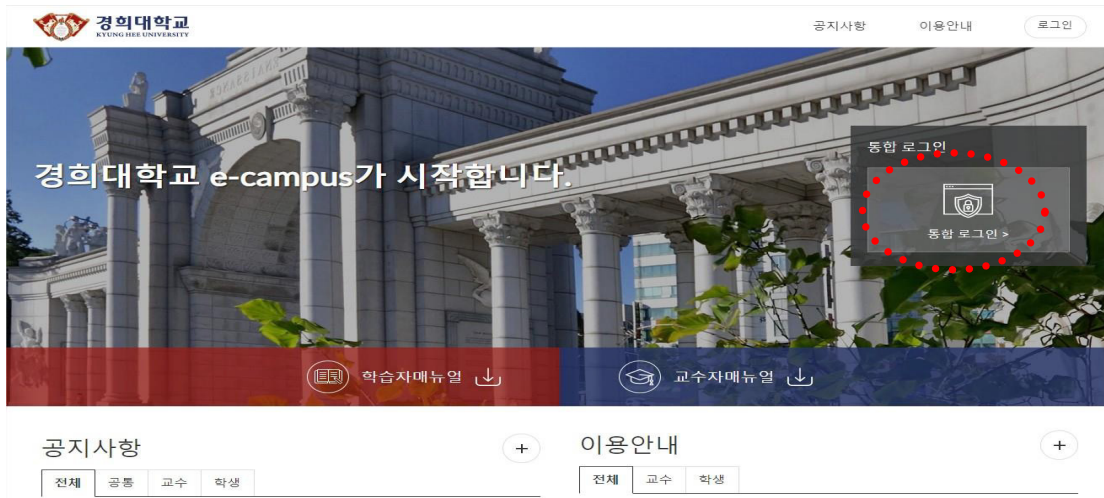 경희대학교
KYUNG HEE UNIVERSITY
공지사항
이용안내
로그인
통합 로그인
경희대학교 e-campus가 시작합니다.
통합 로그인 >
학습자매뉴얼
교수자매뉴얼
공지사항
+
이용안내
+
전체 공통 교수 학생
전체 교수 학생